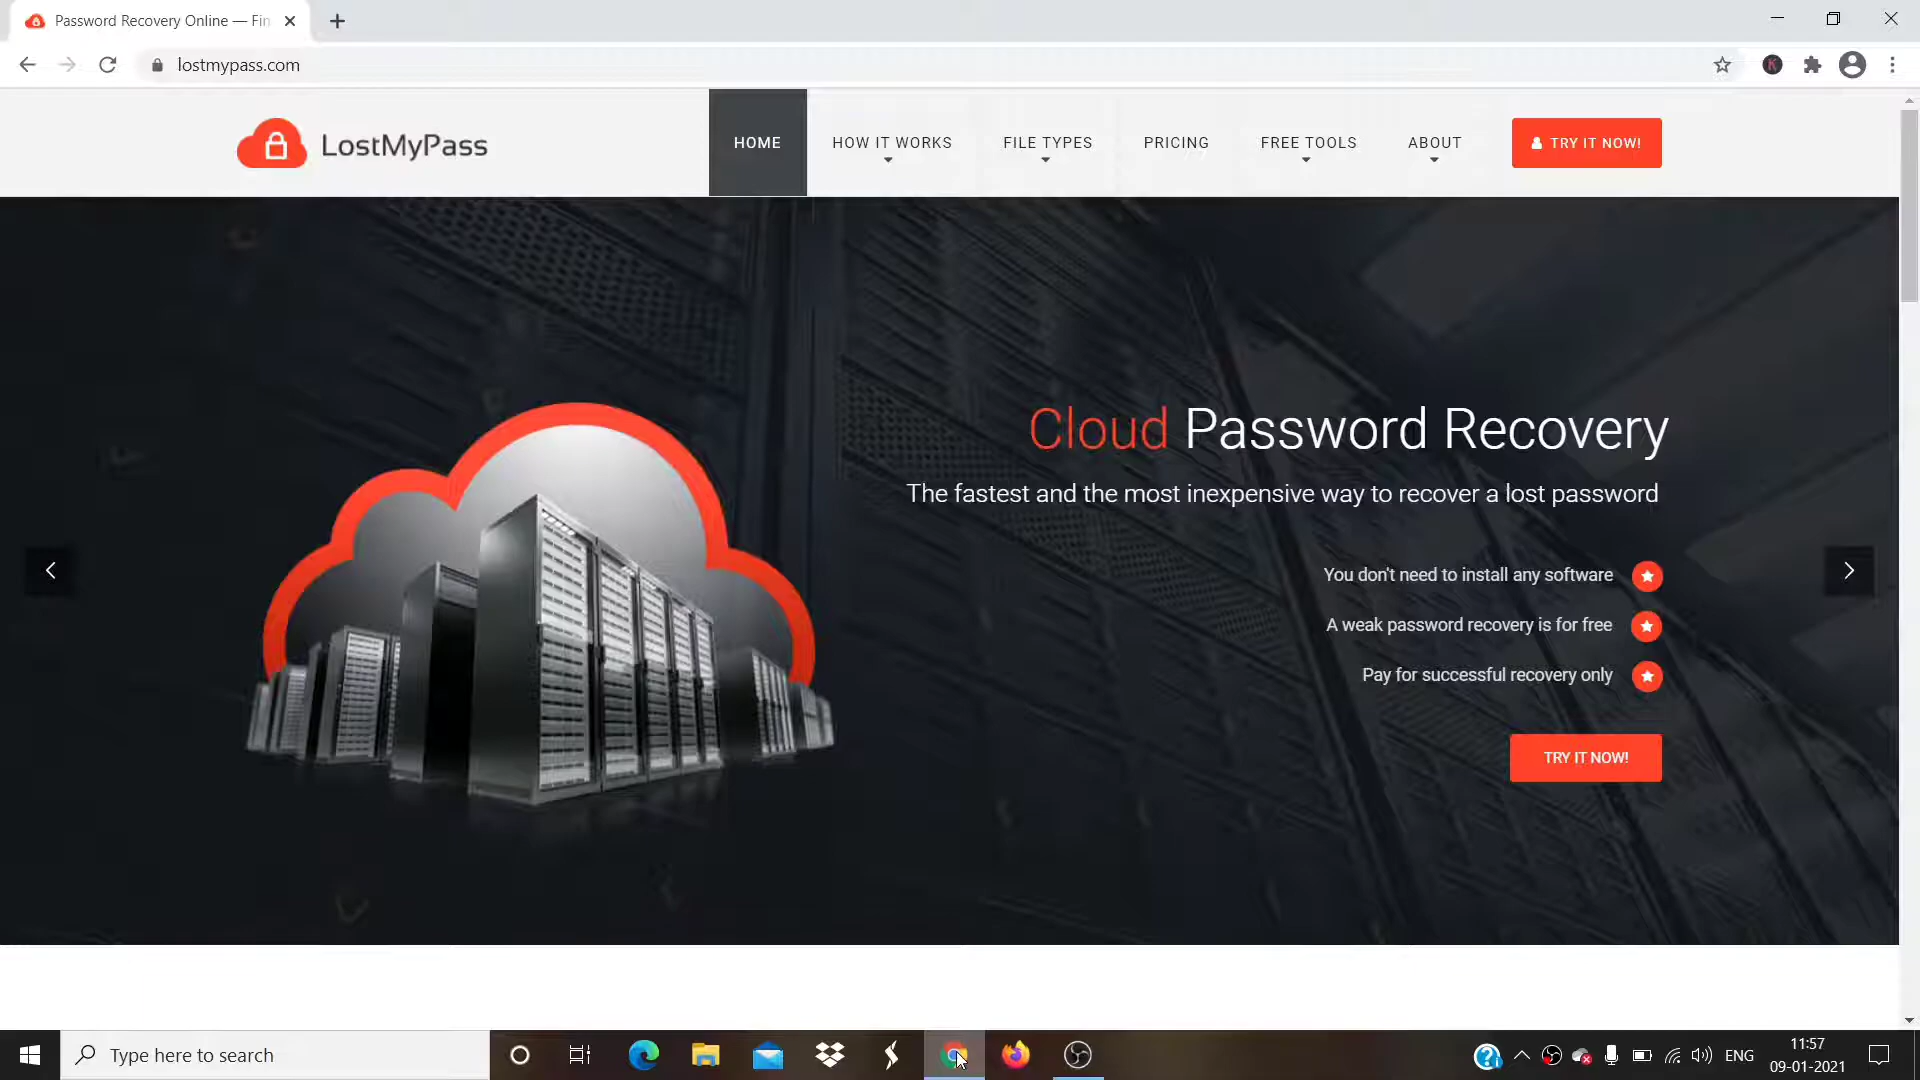 Password Recovery Online — Fin
lostmypass.com
K
LostMyPass
HOME
HOW IT WORKS
FILE TYPES
PRICING
FREE TOOLS
ABOUT
TRY IT NOW!
Cloud Password Recovery
The fastest and the most inexpensive way to recover a lost password
You don't need to install any software
A weak password recovery is for free
Pay for successful recovery only
TRY IT NOW!
Type here to search
ENG
11:57
09-01-2021